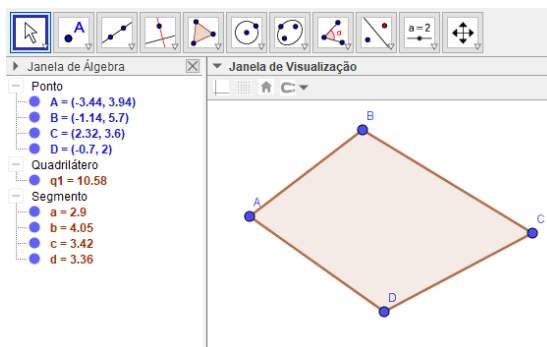 A
α
a = 2
Janela de Álgebra
Janela de Visualização
Ponto
A = (-3.44, 3.94)
B = (-1.14, 5.7)
C = (2.32, 3.6)
D = (-0.7, 2)
Quadrilátero
q1 = 10.58
Segmento
a = 2.9
b = 4.05
c = 3.42
d = 3.36
B
A
C
D